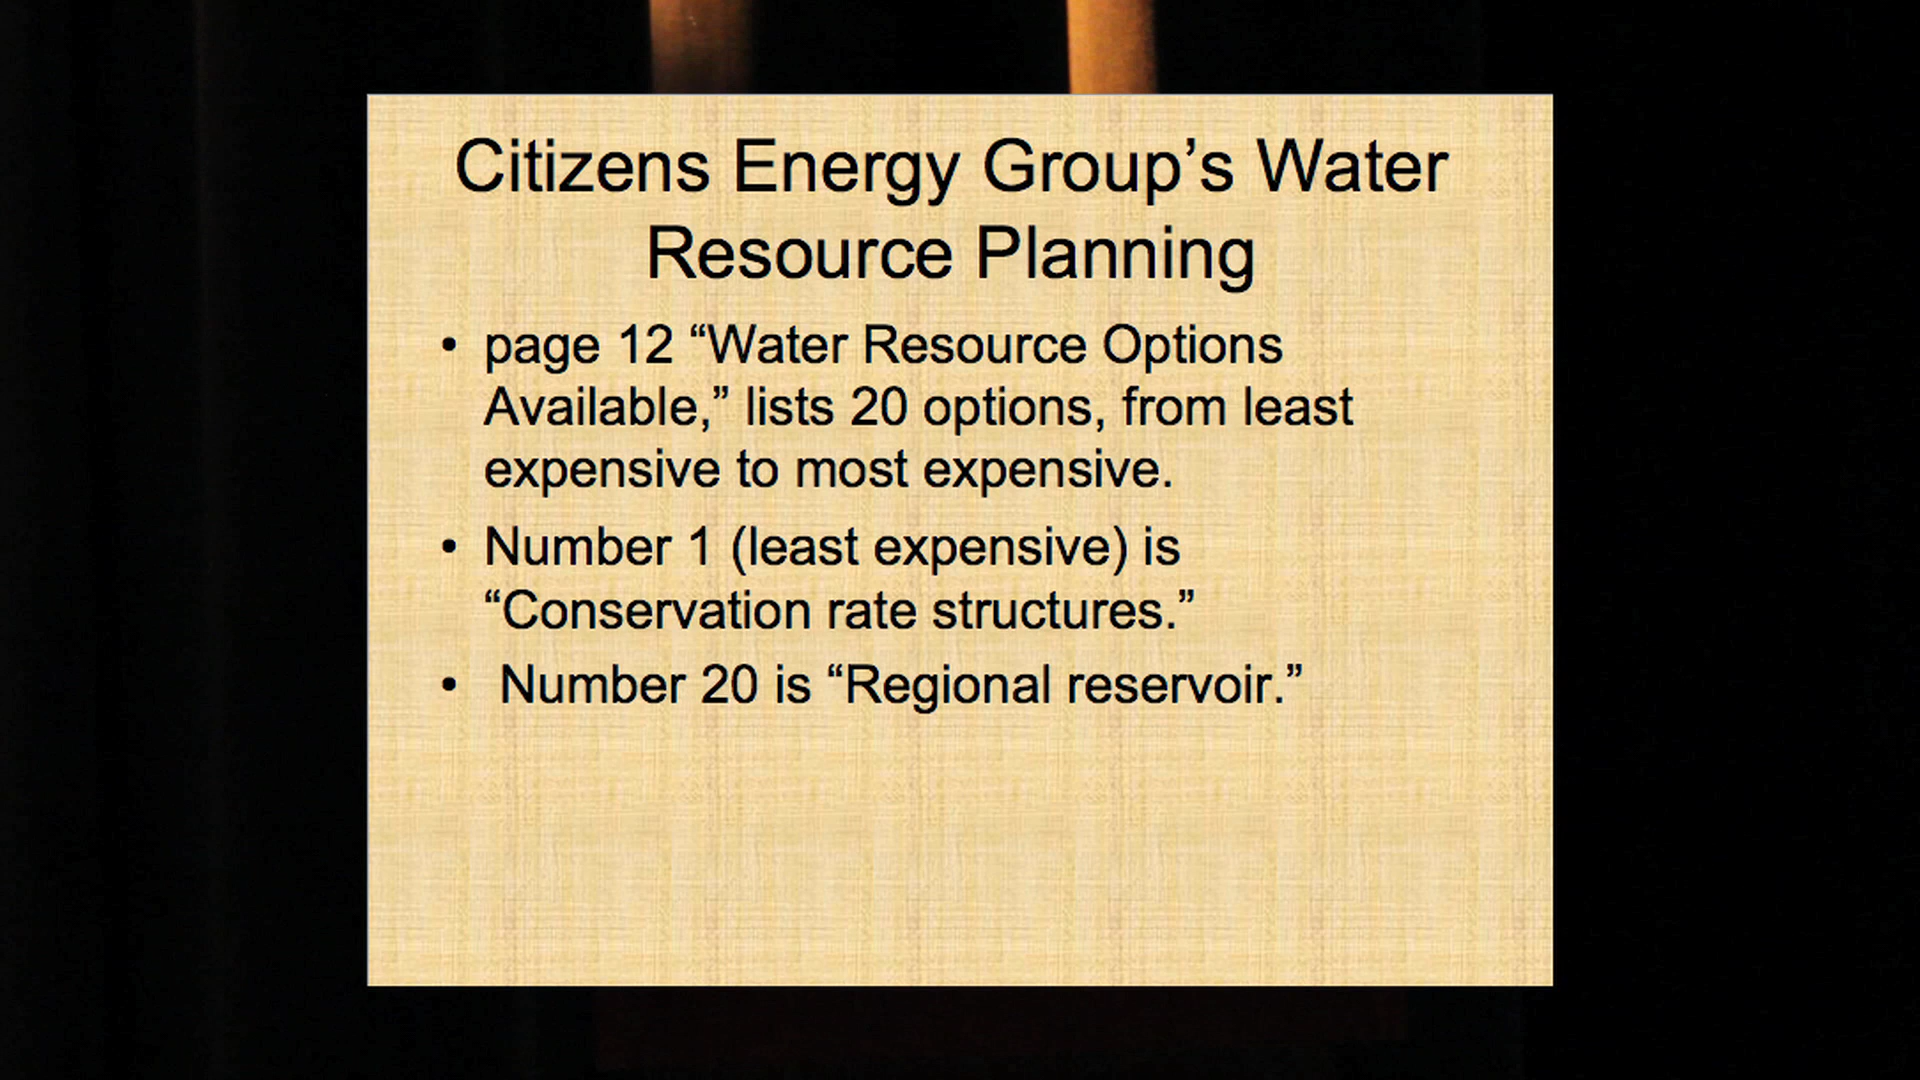 Citizens Energy Group’s Water
Resource Planning
• page 12 “Water Resource Options
Available,” lists 20 options, from least
expensive to most expensive.
• Number 1 (least expensive) is
“Conservation rate structures.”
• Number 20 is “Regional reservoir.”